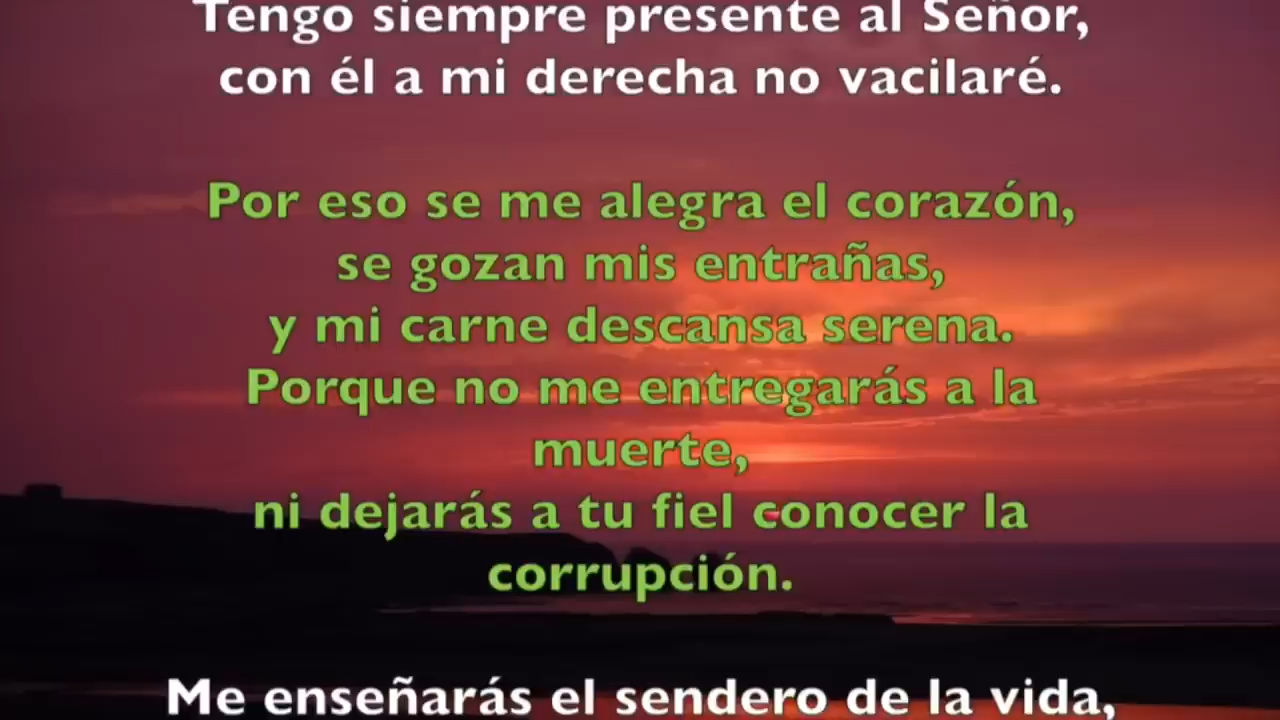 Tengo siempre presente al Señor,
con él a mi derecha no vacilaré.
Por eso se me alegra el corazón,
se gozan mis entrañas,
y mi carne descansa serena.
Porque no me entregarás a la
muerte,
ni dejarás a tu fiel conocer la
corrupción.
Me enseñarás el sendero de la vida,